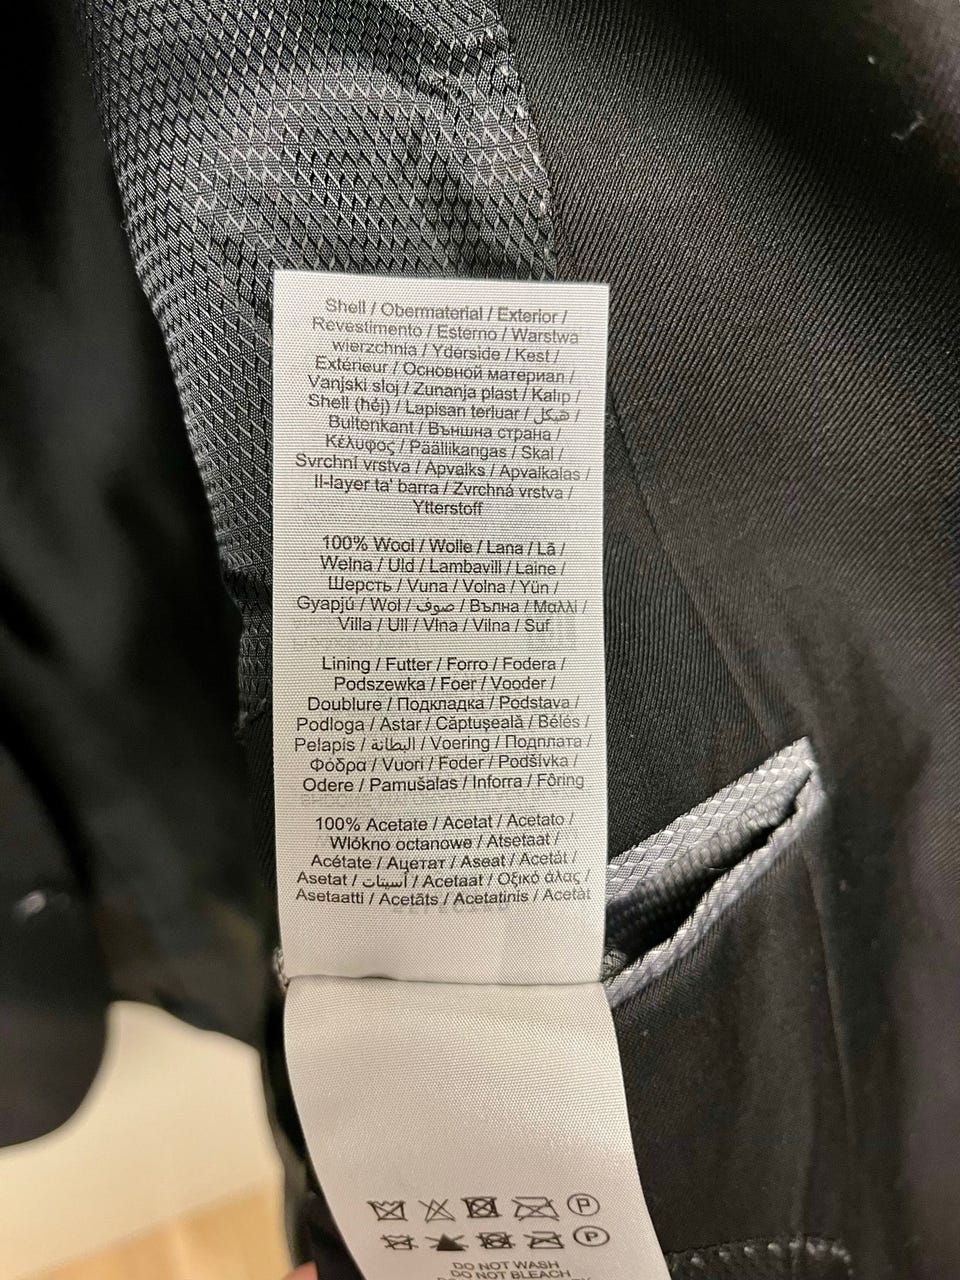 Shell / Obermaterial / Exterior /
Revestimento / Esterno / Warstwa
wierzchnia / Yderside / Kest /
Extérieur / Основной материал /
Vanjski sloj / Zunanja plast / Kalıp /
Shell (héj) / Lapisan terluar / هيكل /
Buitenkant / Външна страна /
Κέλυφος / Päällikangas / Skal /
Svrchní vrstva / Apvalks / Apvalkalas /
Il-layer ta' barra / Zvrchná vrstva /
Ytterstoff
100% Wool / Wolle / Lana / Lã /
Wełna / Uld / Lambavill / Laine /
Шерсть / Vuna / Volna / Yün /
Gyapjú / Wol / صوف / Вълна / Μαλλί /
Villa / Ull / Vlna / Vilna / Suf
Lining / Futter / Forro / Fodera /
Podszewka / Foer / Vooder /
Doublure / Подкладка / Podstava /
Podloga / Astar / Căptușeală / Bélés /
Pelapis / البطانة / Voering / Подплата /
Φόδρα / Vuori / Foder / Podšívka /
Odere / Pamušalas / Inforra / Fôring
100% Acetate / Acetat / Acetato /
Włókno octanowe / Atsetaat /
Acétate / Ацетат / Aseat / Acetát /
Asetat / أسيتات / Acetaat / Οξικό άλας /
Asetaatti / Acetāts / Acetatinis / Acetát
P
P
DO NOT WASH
DO NOT BLEACH